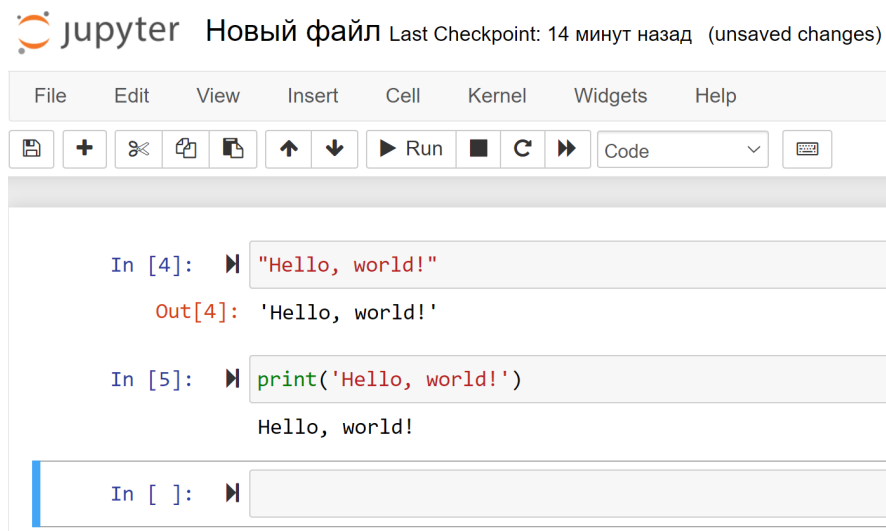 jupyter Новый файл Last Checkpoint: 14 минут назад (unsaved changes)
File Edit View Insert Cell Kernel Widgets Help
Run Code
In [4]: "Hello, world!"
Out[4]: 'Hello, world!'
In [5]: print('Hello, world!')
Hello, world!
In [ ]: